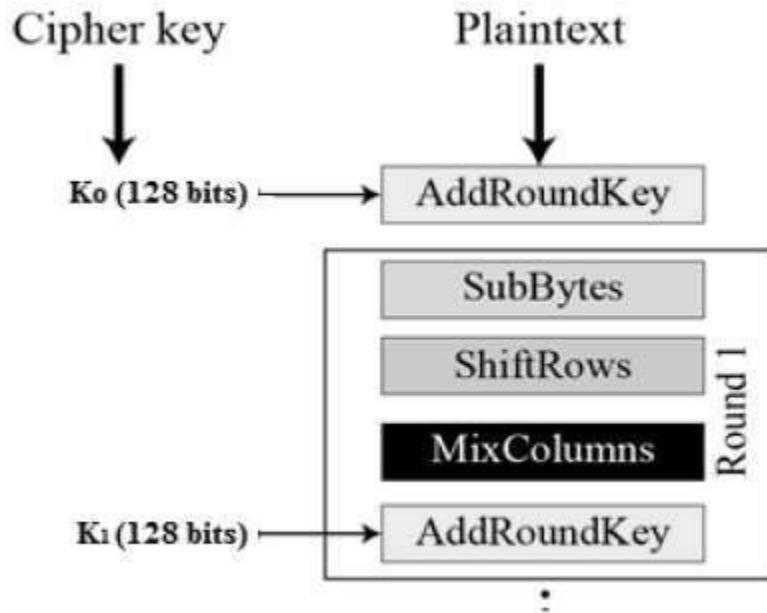 Cipher key
Plaintext
K0 (128 bits)
AddRoundKey
SubBytes
ShiftRows
MixColumns
Round 1
K1 (128 bits)
AddRoundKey